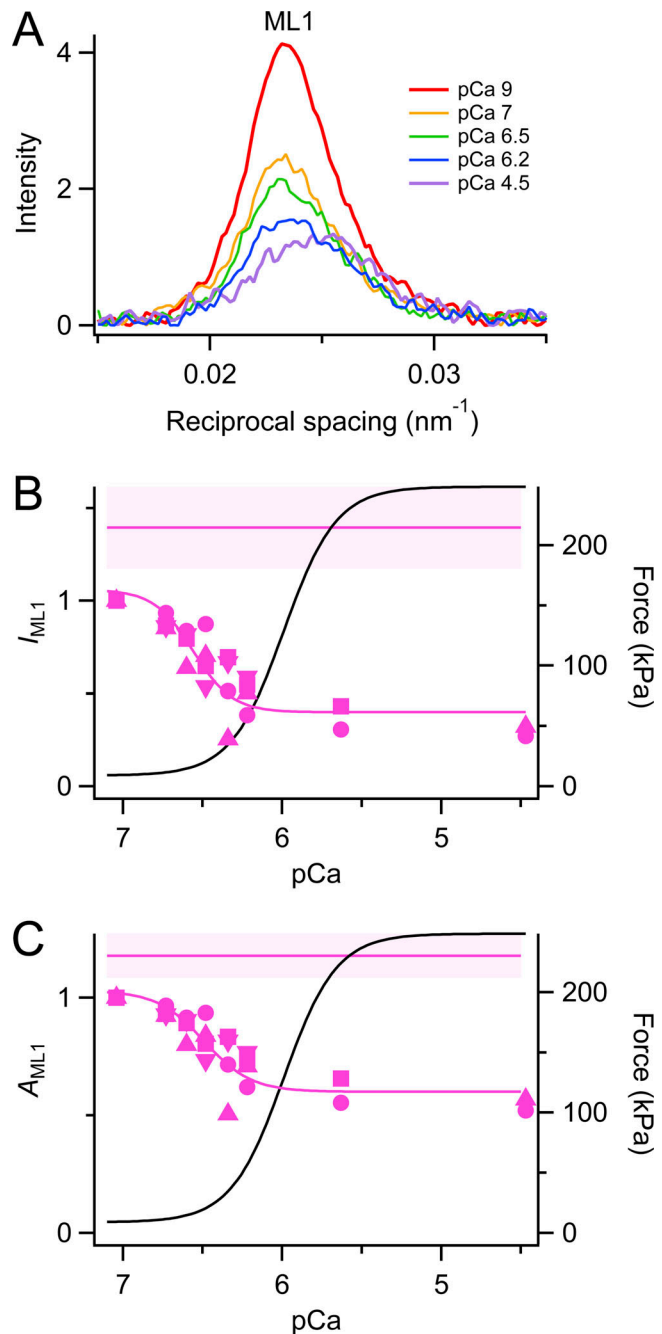 A
ML1
4
2
0
Intensity
pCa 9
pCa 7
pCa 6.5
pCa 6.2
pCa 4.5
0.02
0.03
Reciprocal spacing (nm⁻¹)
B
1
0
I_ML1
200
100
0
Force (kPa)
7
6
5
pCa
C
1
0
A_ML1
200
100
0
Force (kPa)
7
6
5
pCa